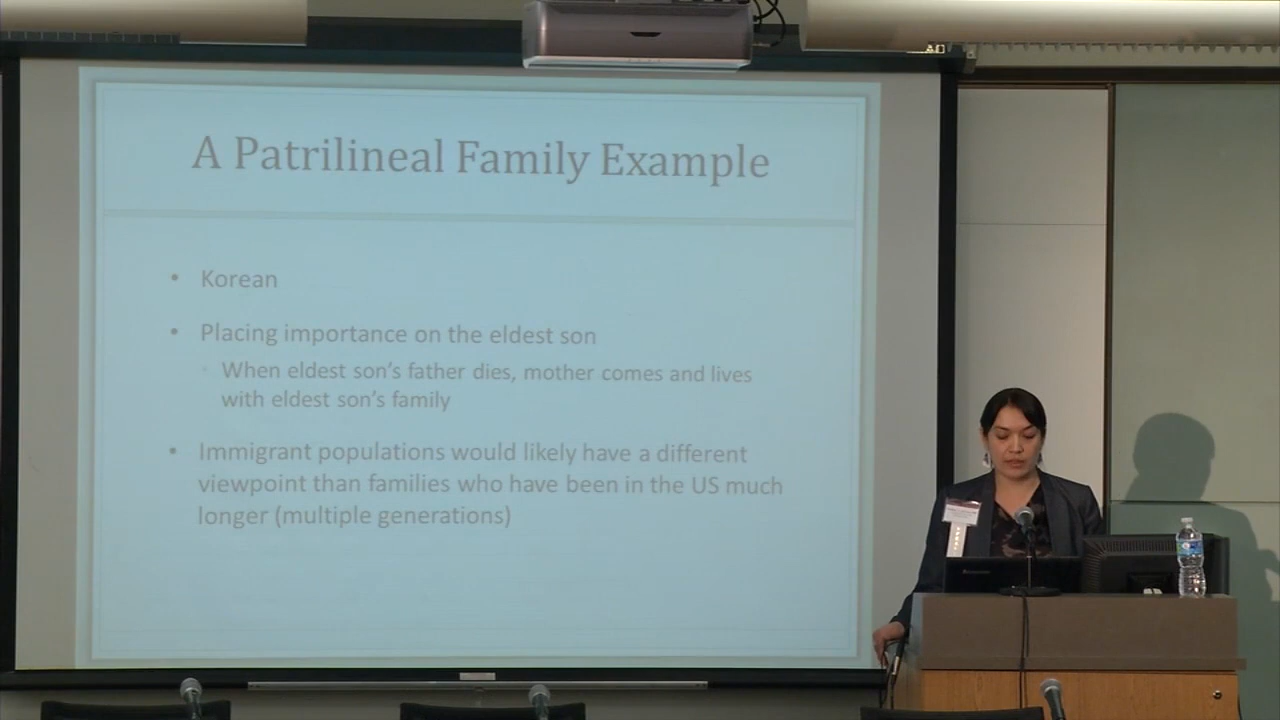 A Patrilineal Family Example
• Korean
• Placing importance on the eldest son
◦ When eldest son's father dies, mother comes and lives
with eldest son's family
• Immigrant populations would likely have a different
viewpoint than families who have been in the US much
longer (multiple generations)